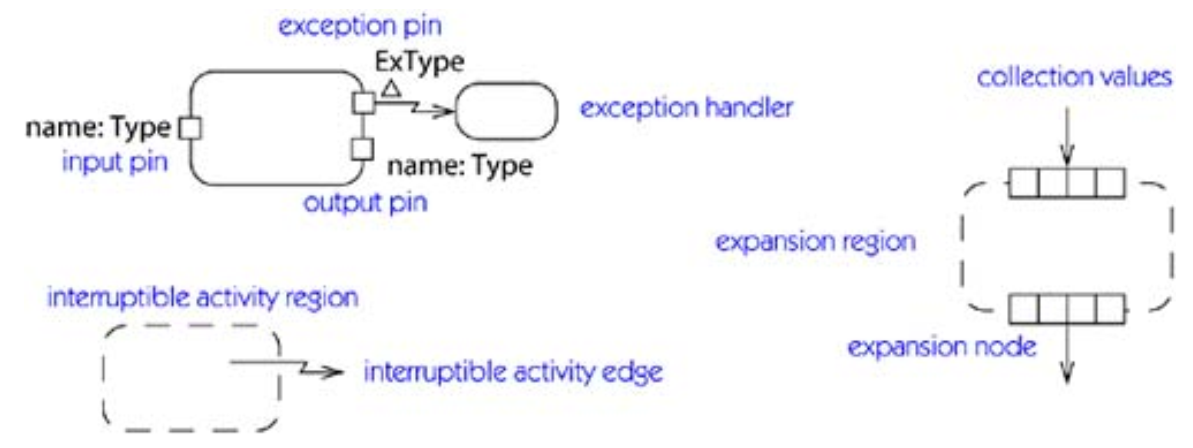 exception pin
ExType
exception handler
name: Type
input pin
name: Type
output pin
collection values
expansion region
expansion node
interruptible activity region
interruptible activity edge